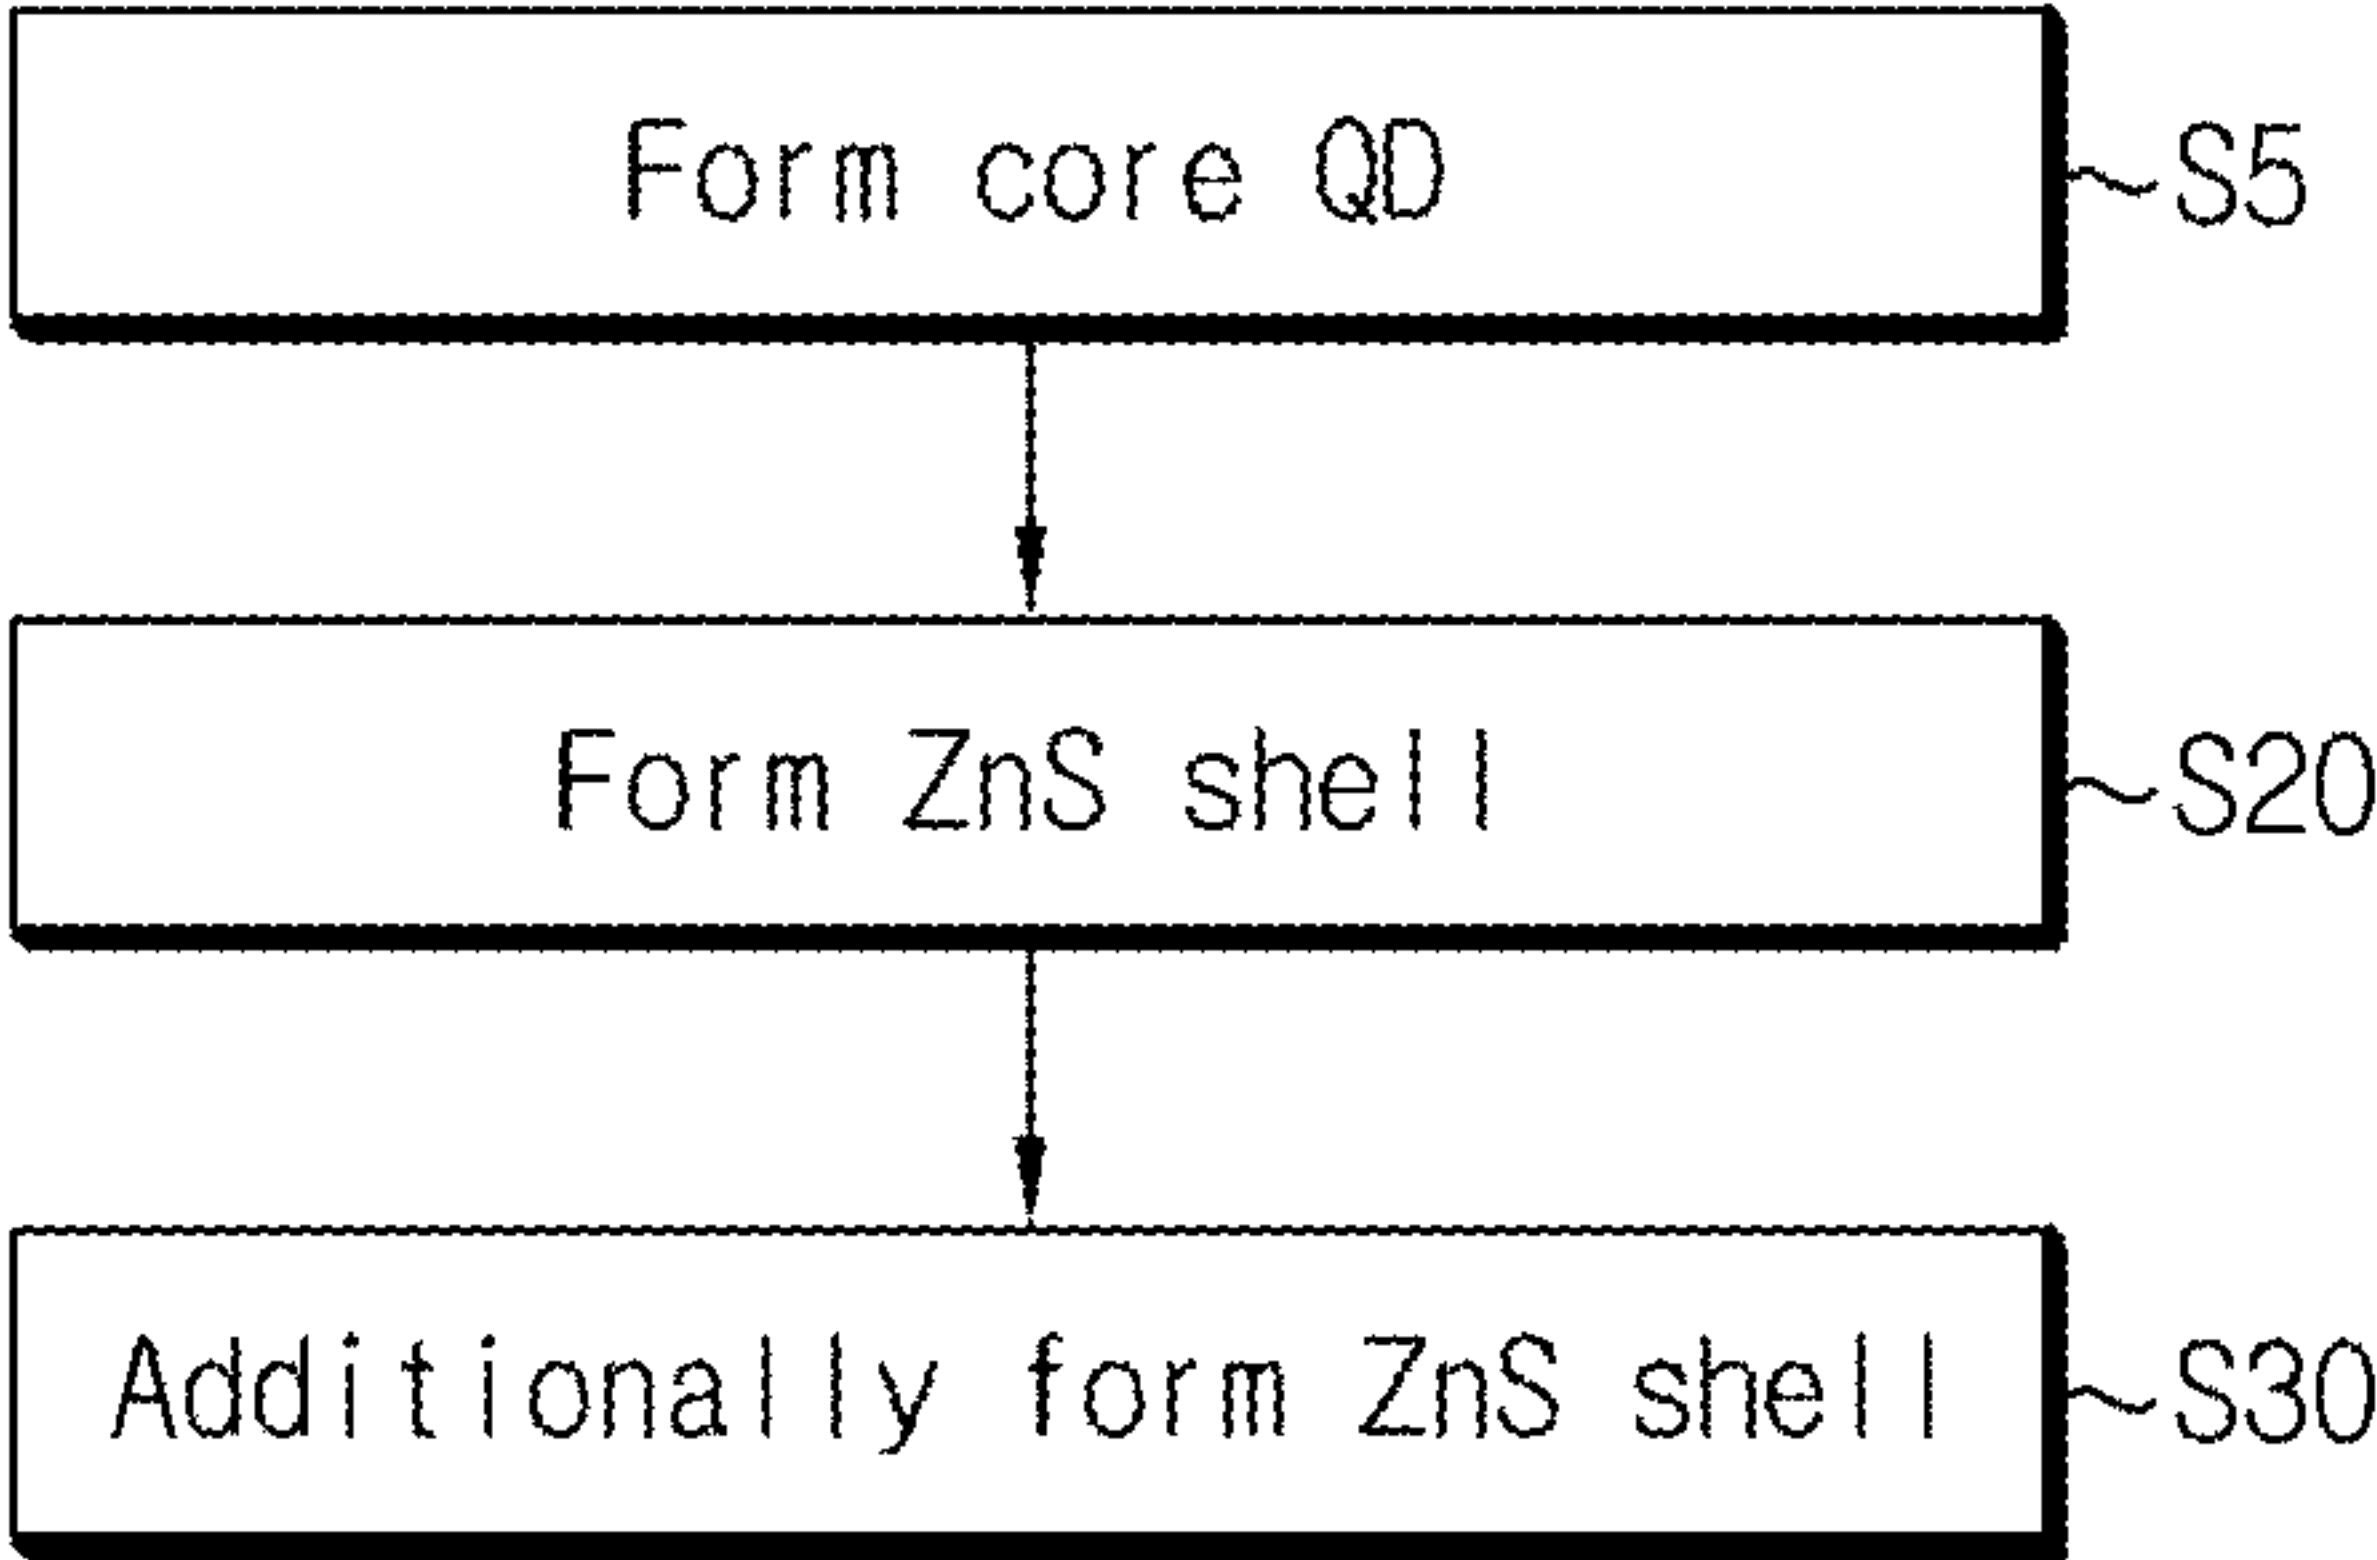 Form core QD
S5
Form ZnS shell
S20
Additionally form ZnS shell
S30